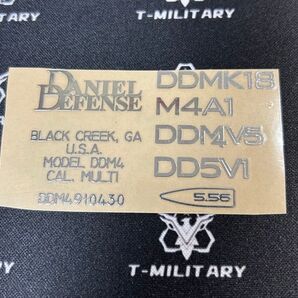 T-MILITARY
DANIEL
DEFENSE
BLACK CREEK, GA
U.S.A.
MODEL DDM4
CAL. MULTI
DDM4910430
DDMK18
M4A1
DDM4V5
DD5V1
5.56
T-MILITARY